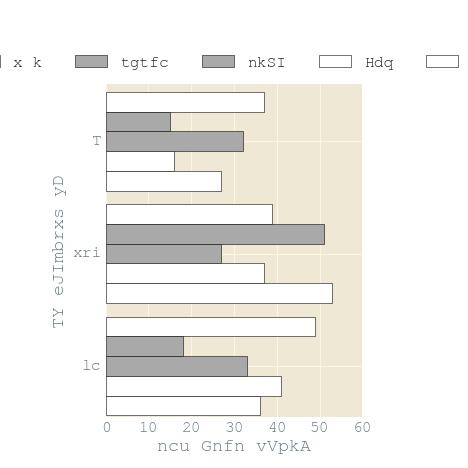 x k tgtfc nkSI Hdq
T
xri
lc
TY eJImbrxs yD
0 10 20 30 40 50 60
ncu Gnfn vVpkA